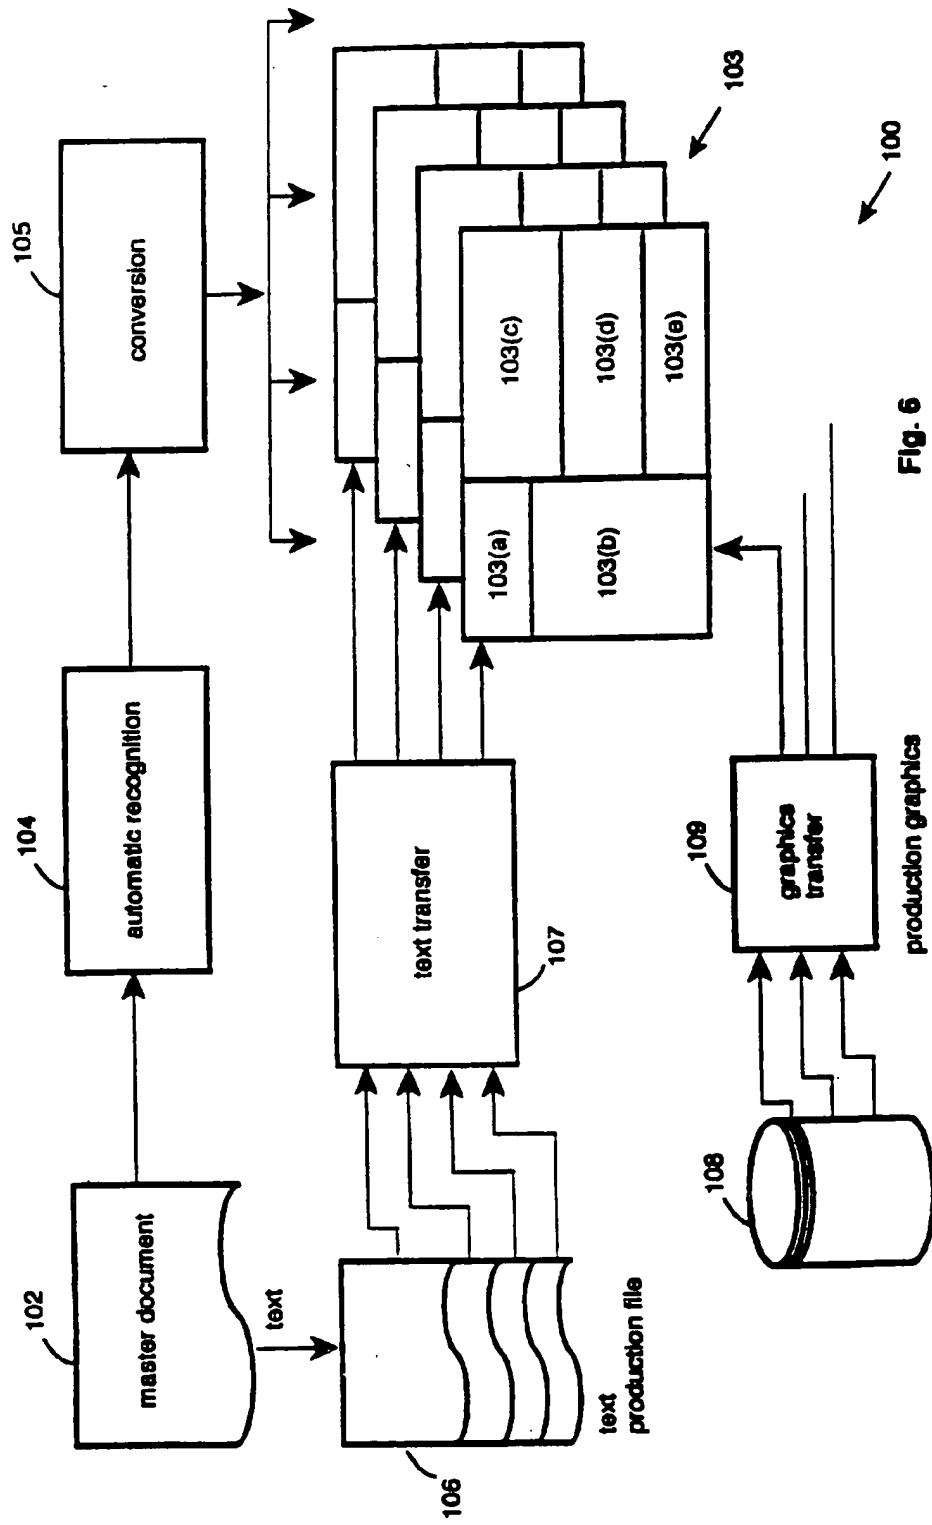 102
master document
104
automatic recognition
105
conversion
text
106
text
production file
text transfer
107
103(a)
103(b)
103(c)
103(d)
103(e)
103
108
109
graphics
transfer
production graphics
100
Fig. 6